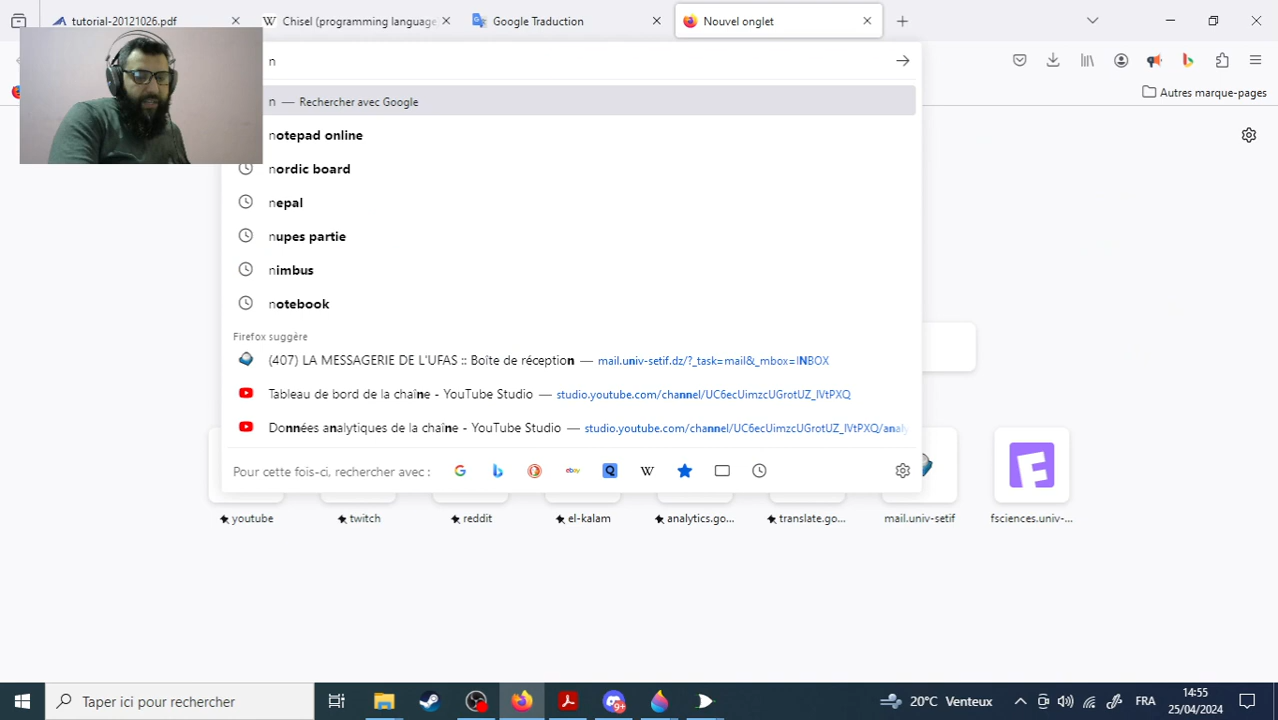 tutorial-20121026.pdf
Chisel (programming language
Google Traduction
Nouvel onglet
n
Autres marque-pages
n — Rechercher avec Google
notepad online
nordic board
nepal
nupes partie
nimbus
notebook
Firefox suggère
(407) LA MESSAGERIE DE L'UFAS :: Boîte de réception — mail.univ-setif.dz/?_task=mail&_mbox=INBOX
Tableau de bord de la chaîne - YouTube Studio — studio.youtube.com/channel/UC6ecUimzcUGrotUZ_IVtPXQ
Données analytiques de la chaîne - YouTube Studio — studio.youtube.com/channel/UC6ecUimzcUGrotUZ_IVtPXQ/analy
Pour cette fois-ci, rechercher avec : G ebay Q W
youtube
twitch
reddit
el-kalam
analytics.go...
translate.go...
mail.univ-setif
fsciences.univ-...
Taper ici pour rechercher
9+
20°C Venteux
FRA
14:55
25/04/2024